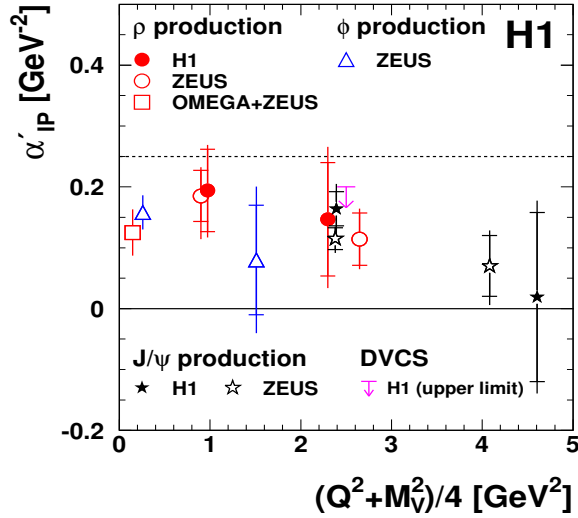 ρ production
φ production
H1
H1
ZEUS
ZEUS
OMEGA+ZEUS
α′IP [GeV-2]
0.4
0.2
0
-0.2
J/ψ production
DVCS
H1
ZEUS
H1 (upper limit)
0 1 2 3 4 5
(Q2+M2V)/4 [GeV2]